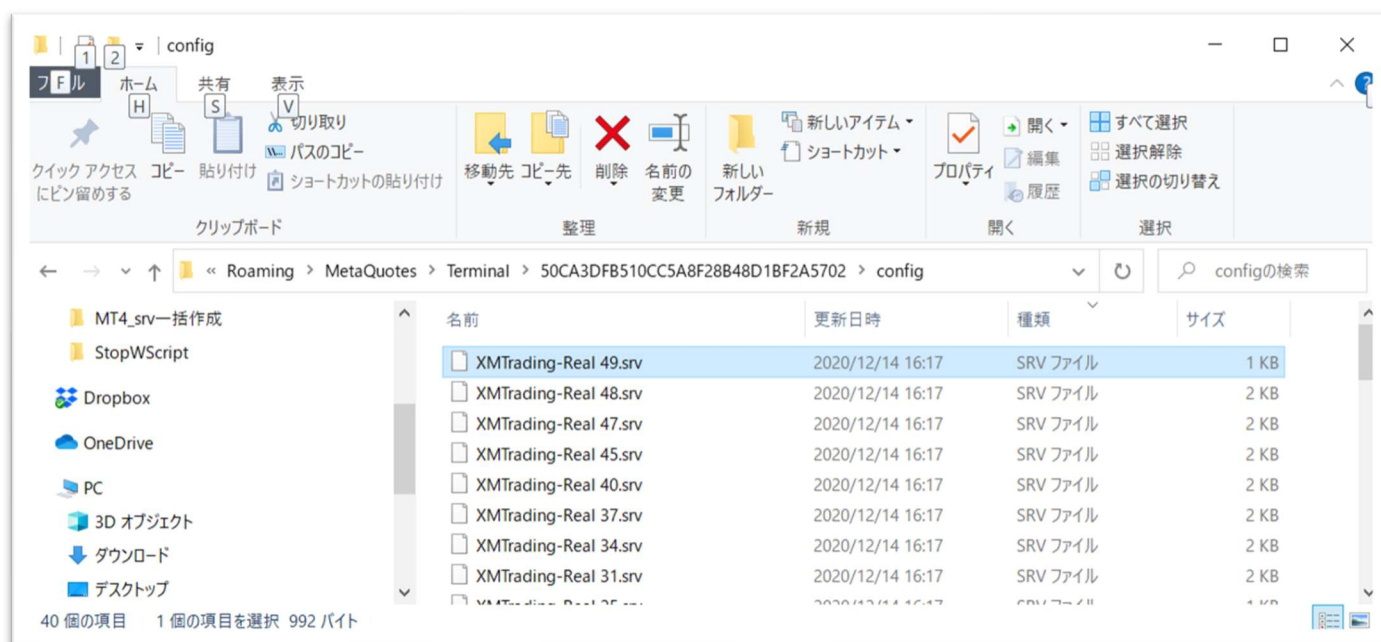 1 2 config
フ F ル ホーム 共有 表示
H S V
クイック アクセス
にピン留めする
コピー
貼り付け
切り取り
パスのコピー
ショートカットの貼り付け
クリップボード
移動先 コピー先 削除 名前の
変更
整理
新しい
フォルダー
新しいアイテム
ショートカット
新規
プロパティ
開く
編集
履歴
開く
すべて選択
選択解除
選択の切り替え
選択
« Roaming > MetaQuotes > Terminal > 50CA3DFB510CC5A8F28B48D1BF2A5702 > config
configの検索
MT4_srv一括作成
StopWScript
Dropbox
OneDrive
PC
3D オブジェクト
ダウンロード
デスクトップ
名前 更新日時 種類 サイズ
XMTrading-Real 49.srv 2020/12/14 16:17 SRV ファイル 1 KB
XMTrading-Real 48.srv 2020/12/14 16:17 SRV ファイル 2 KB
XMTrading-Real 47.srv 2020/12/14 16:17 SRV ファイル 2 KB
XMTrading-Real 45.srv 2020/12/14 16:17 SRV ファイル 2 KB
XMTrading-Real 40.srv 2020/12/14 16:17 SRV ファイル 2 KB
XMTrading-Real 37.srv 2020/12/14 16:17 SRV ファイル 2 KB
XMTrading-Real 34.srv 2020/12/14 16:17 SRV ファイル 2 KB
XMTrading-Real 31.srv 2020/12/14 16:17 SRV ファイル 2 KB
40 個の項目 1 個の項目を選択 992 バイト